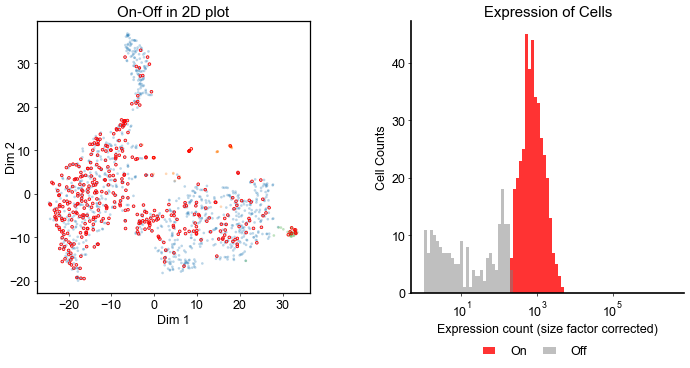 On-Off in 2D plot
Dim 2
30
20
10
0
−10
−20
−20 −10 0 10 20 30
Dim 1
Expression of Cells
Cell Counts
40
30
20
10
0
10^1 10^3 10^5
Expression count (size factor corrected)
On Off